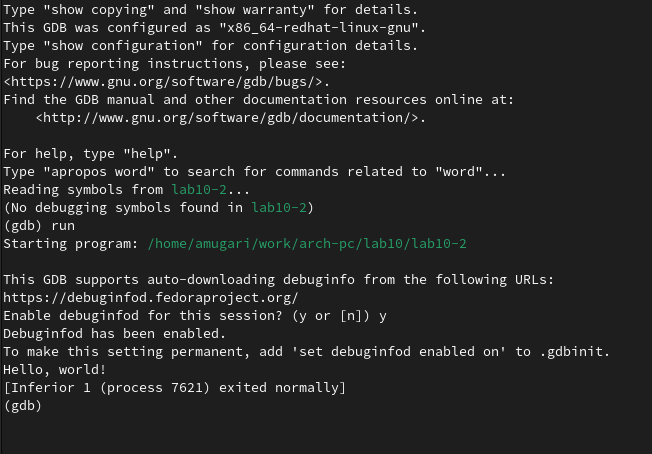 Type "show copying" and "show warranty" for details.
This GDB was configured as "x86_64-redhat-linux-gnu".
Type "show configuration" for configuration details.
For bug reporting instructions, please see:
<https://www.gnu.org/software/gdb/bugs/>.
Find the GDB manual and other documentation resources online at:
    <http://www.gnu.org/software/gdb/documentation/>.

For help, type "help".
Type "apropos word" to search for commands related to "word"...
Reading symbols from lab10-2...
(No debugging symbols found in lab10-2)
(gdb) run
Starting program: /home/amugari/work/arch-pc/lab10/lab10-2

This GDB supports auto-downloading debuginfo from the following URLs:
https://debuginfod.fedoraproject.org/
Enable debuginfod for this session? (y or [n]) y
Debuginfod has been enabled.
To make this setting permanent, add 'set debuginfod enabled on' to .gdbinit.
Hello, world!
[Inferior 1 (process 7621) exited normally]
(gdb)